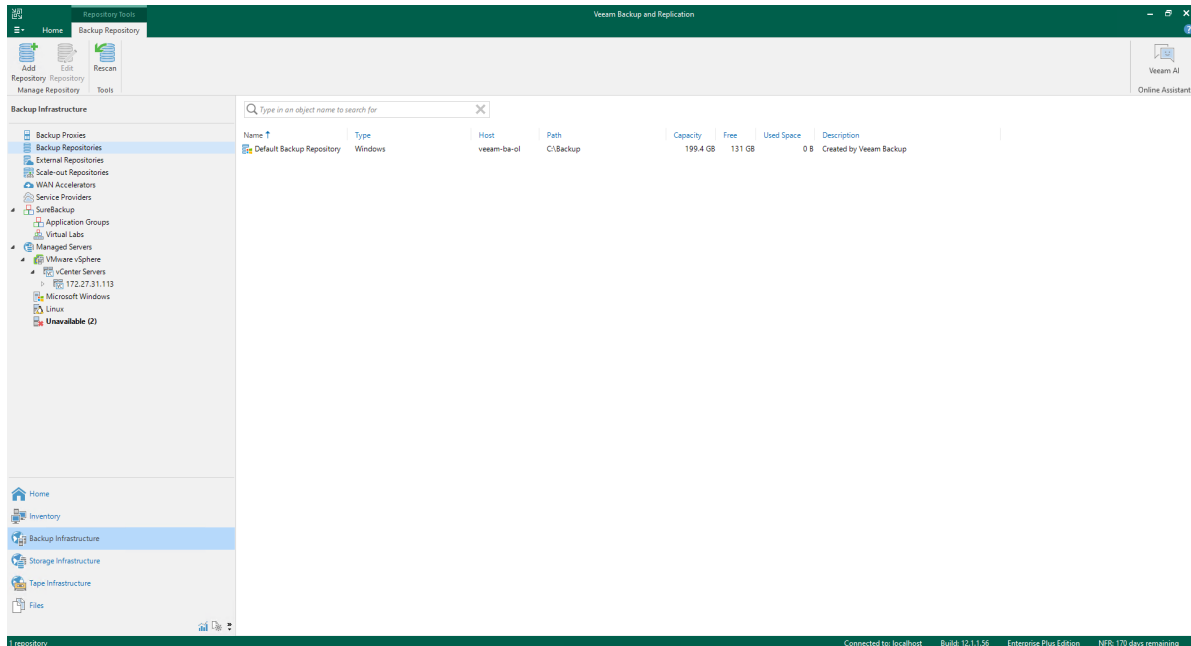 Repository Tools
Veeam Backup and Replication
Home
Backup Repository
Add Repository
Edit Repository
Rescan
Manage Repository
Tools
Veeam AI
Online Assistant
Backup Infrastructure
Type in an object name to search for
Backup Proxies
Backup Repositories
External Repositories
Scale-out Repositories
WAN Accelerators
Service Providers
SureBackup
Application Groups
Virtual Labs
Managed Servers
VMware vSphere
vCenter Servers
172.27.31.113
Microsoft Windows
Linux
Unavailable (2)
Name Type Host Path Capacity Free Used Space Description
Default Backup Repository Windows veeam-ba-ol C:\Backup 199.4 GB 131 GB 0 B Created by Veeam Backup
Home
Inventory
Backup Infrastructure
Storage Infrastructure
Tape Infrastructure
Files
1 repository
Connected to: localhost Build: 12.1.1.56 Enterprise Plus Edition NFR: 170 days remaining